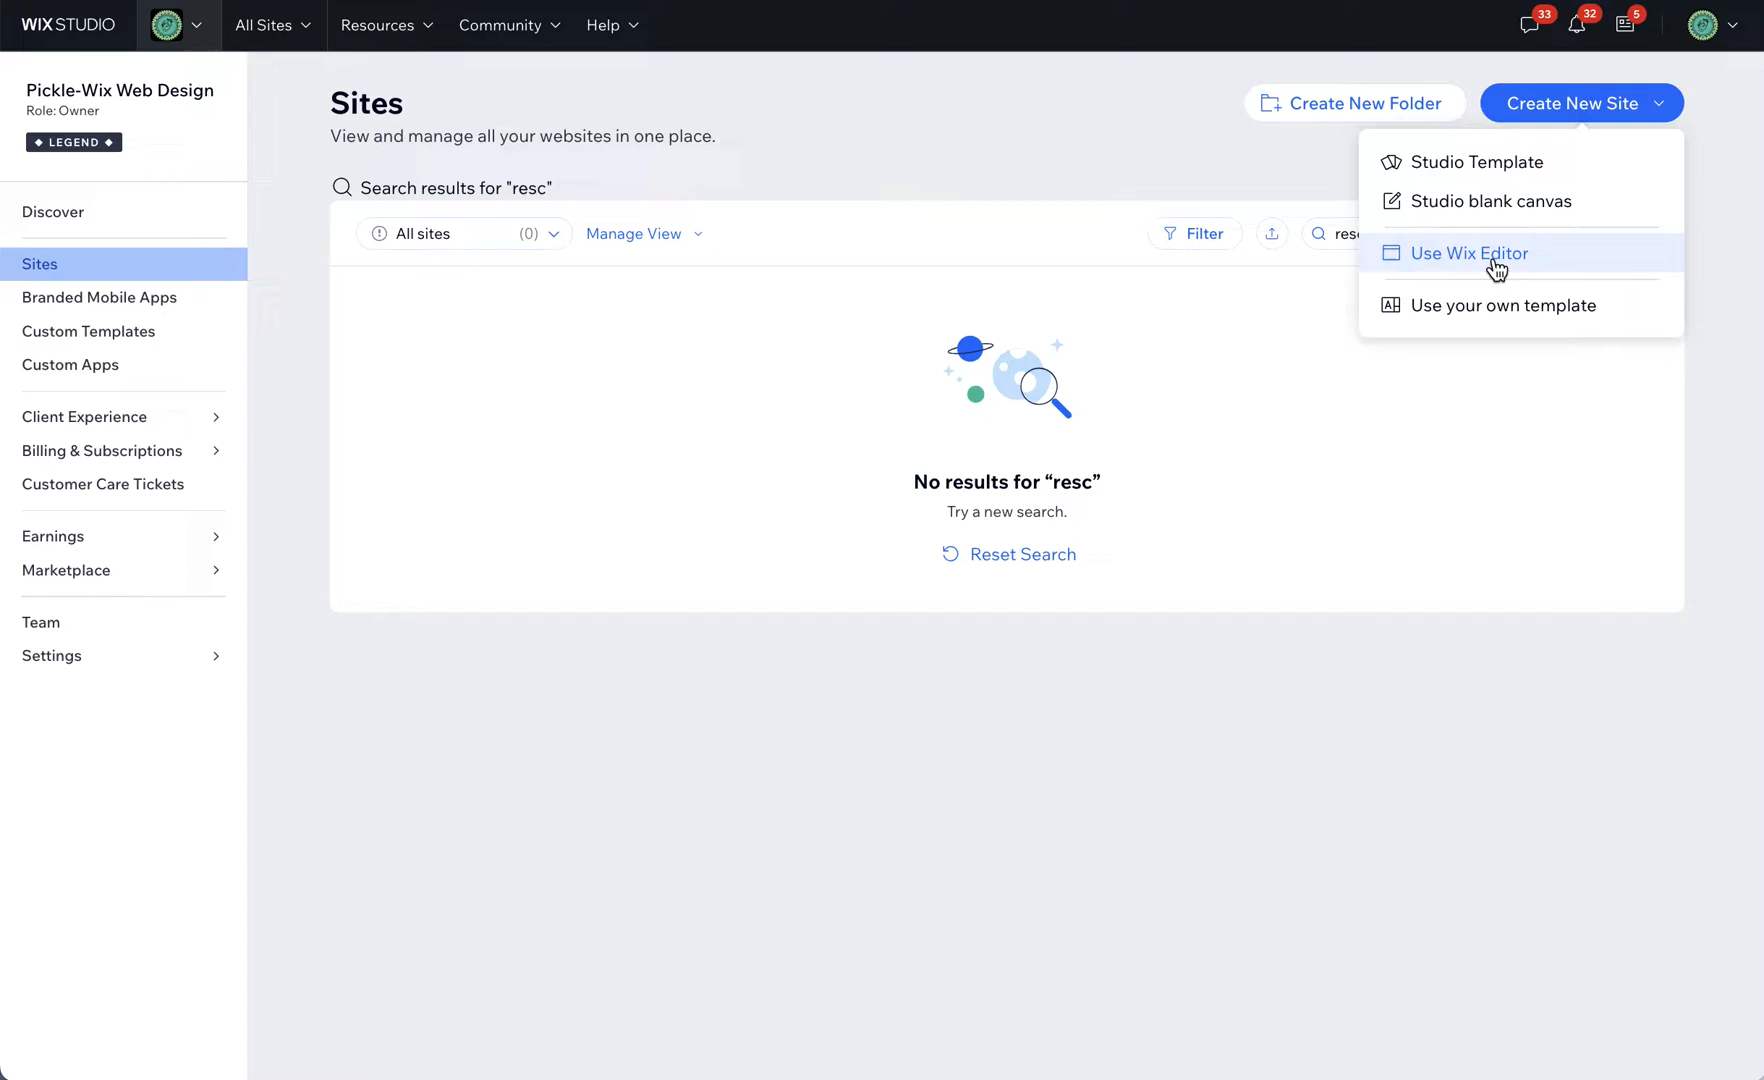 WIX STUDIO
All Sites
Resources
Community
Help
33
32
5
Pickle-Wix Web Design
Role: Owner
LEGEND
Discover
Sites
Branded Mobile Apps
Custom Templates
Custom Apps
Client Experience
Billing & Subscriptions
Customer Care Tickets
Earnings
Marketplace
Team
Settings
Sites
View and manage all your websites in one place.
Create New Folder
Create New Site
Search results for "resc"
All sites (0)
Manage View
Filter
Studio Template
Studio blank canvas
Use Wix Editor
Use your own template
No results for “resc”
Try a new search.
Reset Search